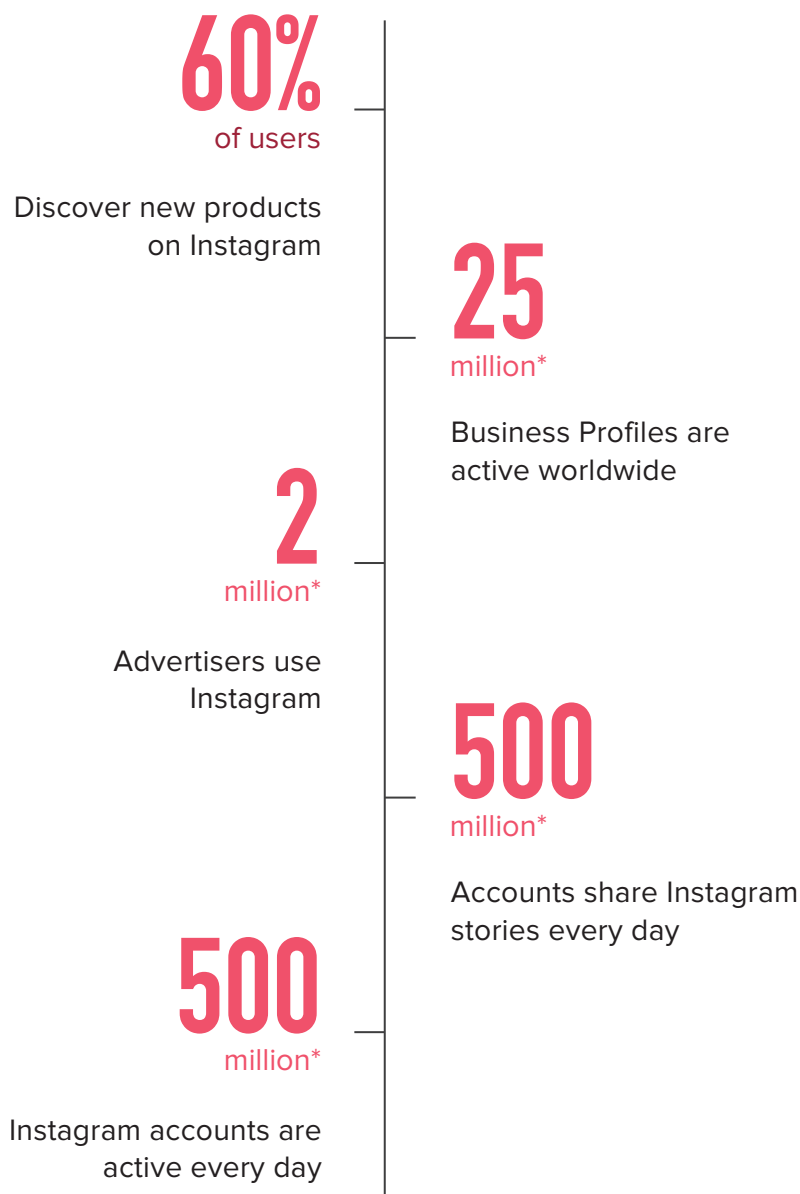 60%
of users
Discover new products
on Instagram
25
million*
Business Profiles are
active worldwide
2
million*
Advertisers use
Instagram
500
million*
Accounts share Instagram
stories every day
500
million*
Instagram accounts are
active every day